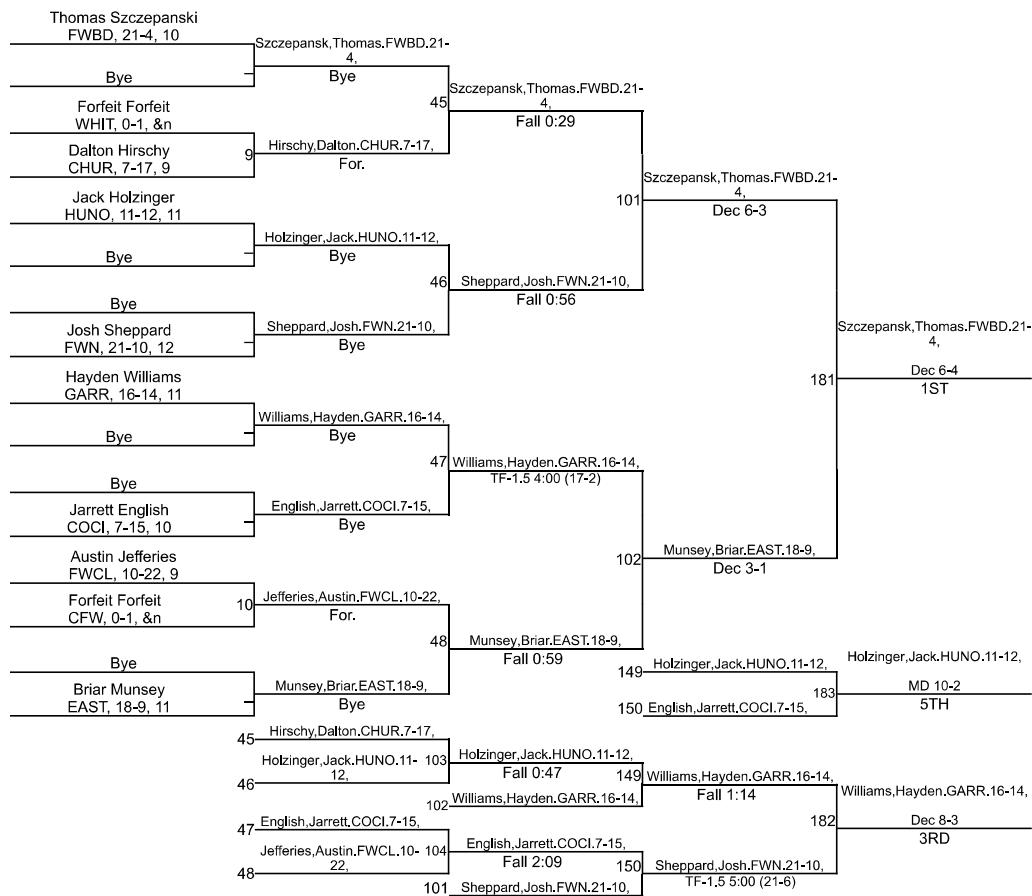 Thomas Szczepanski
FWBD, 21-4, 10
Bye
Forfeit Forfeit
WHIT, 0-1, &n
Dalton Hirschy
CHUR, 7-17, 9
Jack Holzinger
HUNO, 11-12, 11
Bye
Bye
Josh Sheppard
FWN, 21-10, 12
Hayden Williams
GARR, 16-14, 11
Bye
Bye
Jarrett English
COCI, 7-15, 10
Austin Jefferies
FWCL, 10-22, 9
Forfeit Forfeit
CFW, 0-1, &n
Bye
Briar Munsey
EAST, 18-9, 11
Szczepansk,Thomas.FWBD.21-
4,
Bye
9
Hirschy,Dalton.CHUR.7-17,
For.
Holzinger,Jack.HUNO.11-12,
Bye
Sheppard,Josh.FWN.21-10,
Bye
Williams,Hayden.GARR.16-14,
Bye
English,Jarrett.COCI.7-15,
Bye
10
Jefferies,Austin.FWCL.10-22,
For.
Munsey,Briar.EAST.18-9,
Bye
45
Szczepansk,Thomas.FWBD.21-
4,
Fall 0:29
46
Sheppard,Josh.FWN.21-10,
Fall 0:56
47
Williams,Hayden.GARR.16-14,
TF-1.5 4:00 (17-2)
48
Munsey,Briar.EAST.18-9,
Fall 0:59
101
Szczepansk,Thomas.FWBD.21-
4,
Dec 6-3
102
Munsey,Briar.EAST.18-9,
Dec 3-1
181
Szczepansk,Thomas.FWBD.21-
4,
Dec 6-4
1ST
149
Holzinger,Jack.HUNO.11-12,
150
English,Jarrett.COCI.7-15,
183
Holzinger,Jack.HUNO.11-12,
MD 10-2
5TH
45
Hirschy,Dalton.CHUR.7-17,
46
Holzinger,Jack.HUNO.11-
12,
103
Holzinger,Jack.HUNO.11-12,
Fall 0:47
102
Williams,Hayden.GARR.16-14,
149
Williams,Hayden.GARR.16-14,
Fall 1:14
47
English,Jarrett.COCI.7-15,
48
Jefferies,Austin.FWCL.10-
22,
104
English,Jarrett.COCI.7-15,
Fall 2:09
101
Sheppard,Josh.FWN.21-10,
150
Sheppard,Josh.FWN.21-10,
TF-1.5 5:00 (21-6)
182
Williams,Hayden.GARR.16-14,
Dec 8-3
3RD